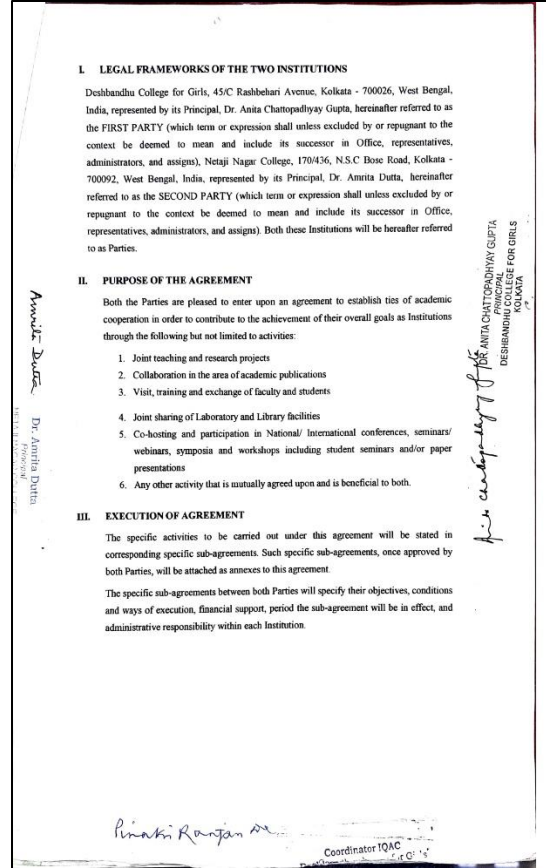 I. LEGAL FRAMEWORKS OF THE TWO INSTITUTIONS
Deshbandhu College for Girls, 45/C Rashbehari Avenue, Kolkata - 700026, West Bengal,
India, represented by its Principal, Dr. Anita Chattopadhyay Gupta, hereinafter referred to as
the FIRST PARTY (which term or expression shall unless excluded by or repugnant to the
context be deemed to mean and include its successor in Office, representatives,
administrators, and assigns), Netaji Nagar College, 170/436, N.S.C Bose Road, Kolkata -
700092, West Bengal, India, represented by its Principal, Dr. Amrita Dutta, hereinafter
referred to as the SECOND PARTY (which term or expression shall unless excluded by or
repugnant to the context be deemed to mean and include its successor in Office,
representatives, administrators, and assigns). Both these Institutions will be hereafter referred
to as Parties.
II. PURPOSE OF THE AGREEMENT
Both the Parties are pleased to enter upon an agreement to establish ties of academic
cooperation in order to contribute to the achievement of their overall goals as Institutions
through the following but not limited to activities:
1. Joint teaching and research projects
2. Collaboration in the area of academic publications
3. Visit, training and exchange of faculty and students
4. Joint sharing of Laboratory and Library facilities
5. Co-hosting and participation in National/ International conferences, seminars/
webinars, symposia and workshops including student seminars and/or paper
presentations
6. Any other activity that is mutually agreed upon and is beneficial to both.
III. EXECUTION OF AGREEMENT
The specific activities to be carried out under this agreement will be stated in
corresponding specific sub-agreements. Such specific sub-agreements, once approved by
both Parties, will be attached as annexes to this agreement.
The specific sub-agreements between both Parties will specify their objectives, conditions
and ways of execution, financial support, period the sub-agreement will be in effect, and
administrative responsibility within each Institution.
Amrita Dutta
Dr. Amrita Dutta
Principal
Anita Chattopadhyay Gupta
DR. ANITA CHATTOPADHYAY GUPTA
PRINCIPAL
DESHBANDHU COLLEGE FOR GIRLS
KOLKATA
Pinaki Ranjan De
Coordinator IQAC